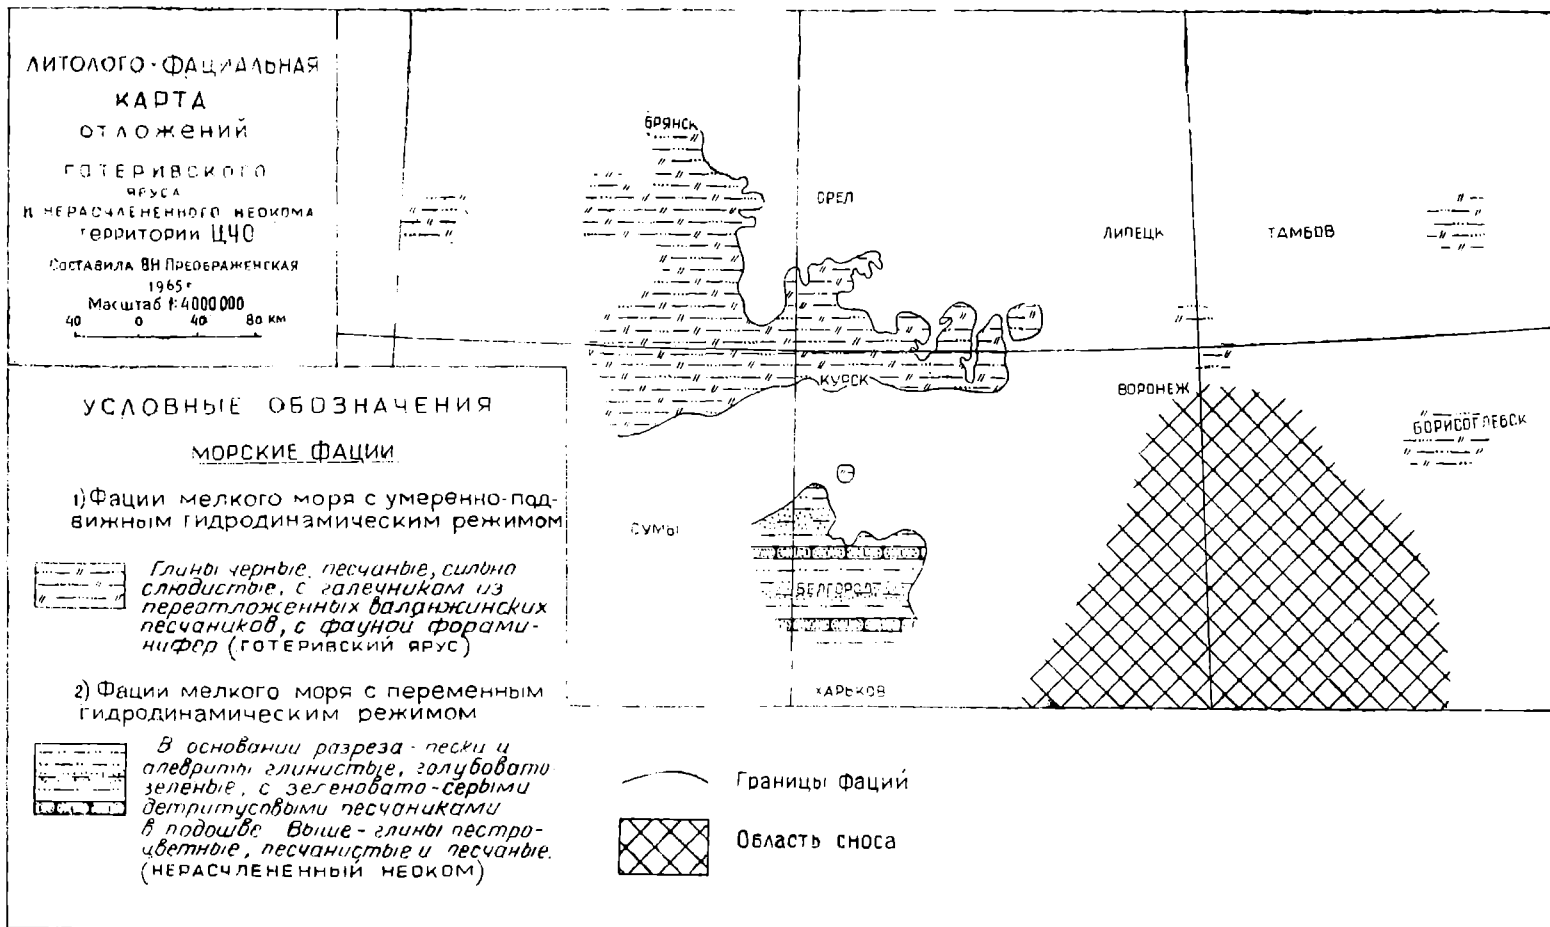 ЛИТОЛОГО-ФАЦИАЛЬНАЯ
КАРТА
ОТЛОЖЕНИЙ
ГОТЕРИВСКОГО
ЯРУСА
И НЕРАСЧЛЕНЕННОГО НЕОКОМА
ТЕРРИТОРИИ ЦЧО
СОСТАВИЛА ВН ПРЕОБРАЖЕНСКАЯ
1965г
Масштаб 1:4000000
40 0 40 80 км
БРЯНСК
ОРЕЛ
ЛИПЕЦК
ТАМБОВ
КУРСК
ВОРОНЕЖ
БОРИСОГЛЕБСК
СУМЫ
БЕЛГОРОД
ХАРЬКОВ
УСЛОВНЫЕ ОБОЗНАЧЕНИЯ
МОРСКИЕ ФАЦИИ
1) Фации мелкого моря с умеренно-под-
вижным гидродинамическим режимом
Глины черные, песчаные, сильно
слюдистые, с галечником из
переотложенных валанжинских
песчаников, с фауной форами-
нифер (ГОТЕРИВСКИЙ ЯРУС)
2) Фации мелкого моря с переменным
гидродинамическим режимом
В основании разреза - пески и
алевриты глинистые, голубовато-
зеленые, с зеленовато-серыми
детритусовыми песчаниками
в подошве Выше - глины пестро-
цветные, песчанистые и песчаные.
(НЕРАСЧЛЕНЕННЫЙ НЕОКОМ)
Границы фаций
Область сноса